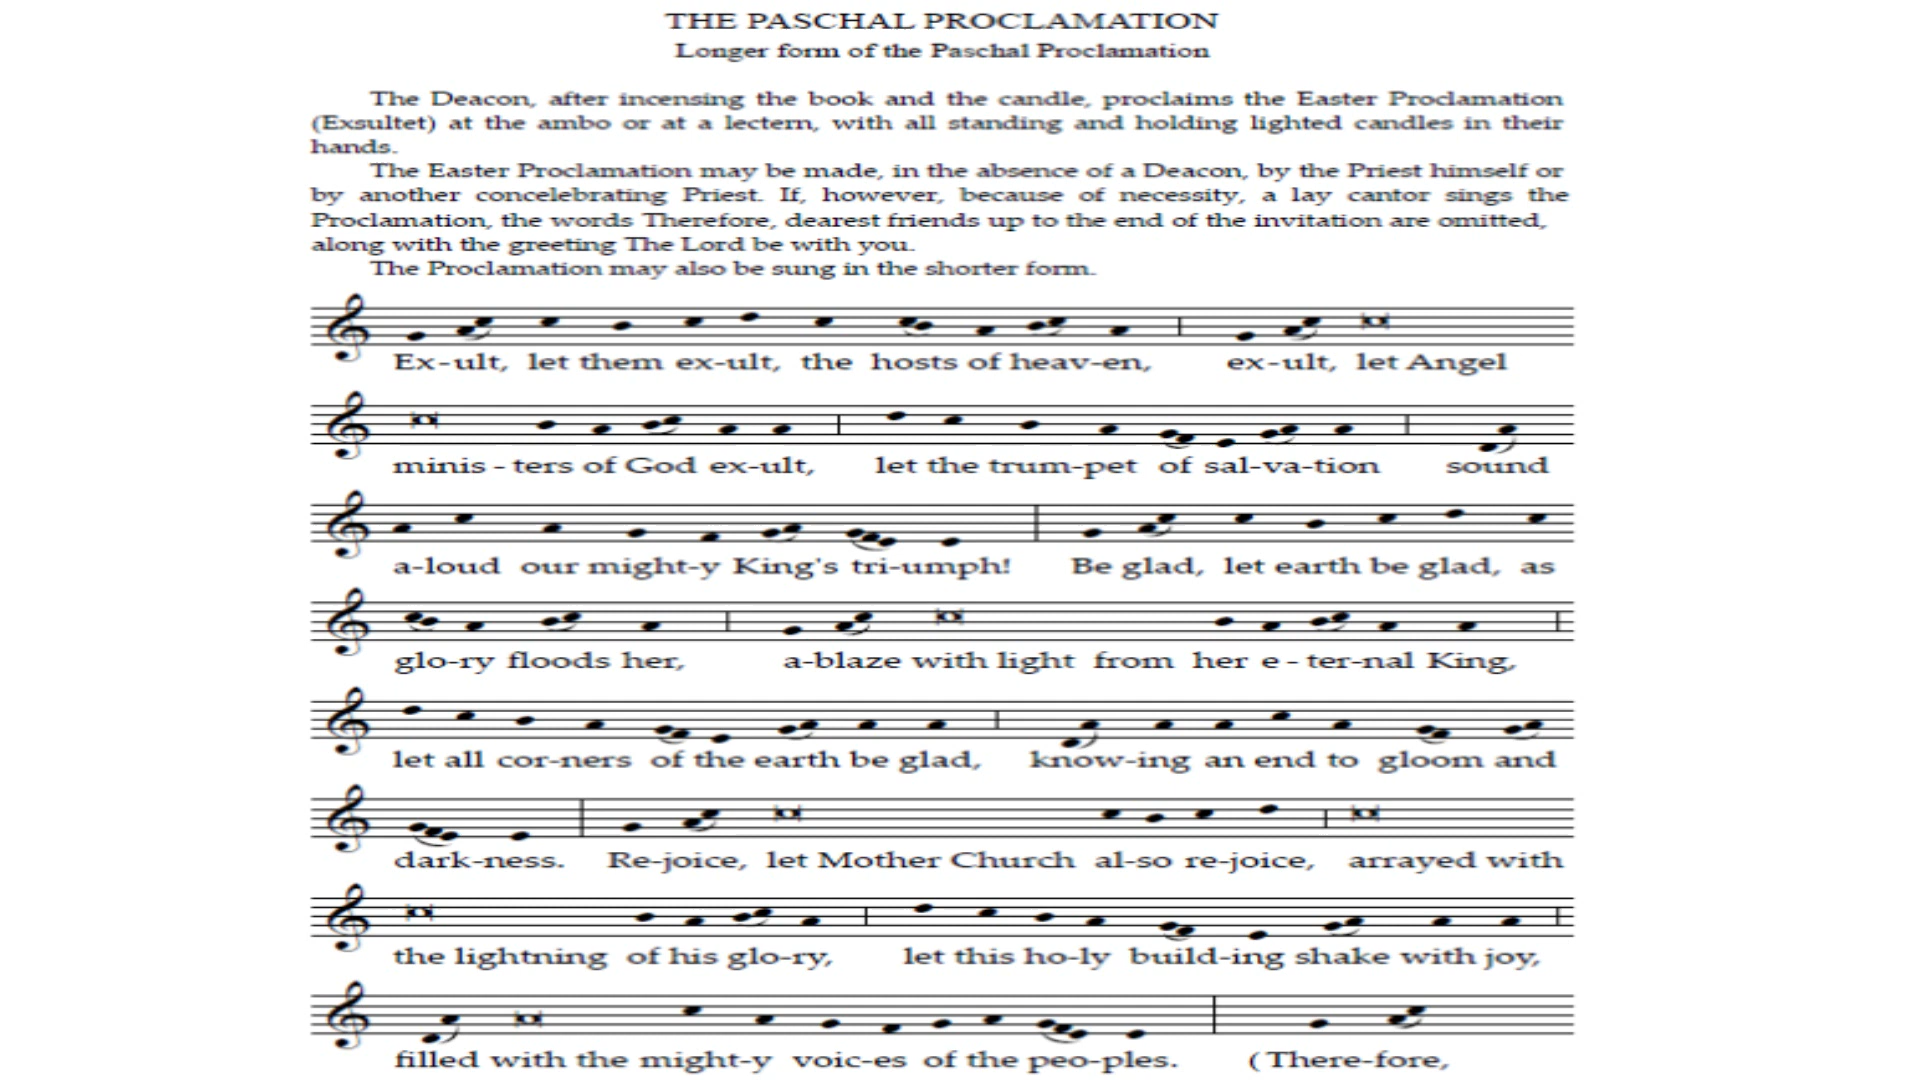 THE PASCHAL PROCLAMATION
Longer form of the Paschal Proclamation
The Deacon, after incensing the book and the candle, proclaims the Easter Proclamation
(Exsultet) at the ambo or at a lectern, with all standing and holding lighted candles in their
hands.
The Easter Proclamation may be made, in the absence of a Deacon, by the Priest himself or
by another concelebrating Priest. If, however, because of necessity, a lay cantor sings the
Proclamation, the words Therefore, dearest friends up to the end of the invitation are omitted,
along with the greeting The Lord be with you.
The Proclamation may also be sung in the shorter form.
Ex-ult, let them ex-ult, the hosts of heav-en, ex-ult, let Angel
minis - ters of God ex-ult, let the trum-pet of sal-va-tion sound
a-loud our might-y King's tri-umph! Be glad, let earth be glad, as
glo-ry floods her, a-blaze with light from her e - ter-nal King,
let all cor-ners of the earth be glad, know-ing an end to gloom and
dark-ness. Re-joice, let Mother Church al-so re-joice, arrayed with
the lightning of his glo-ry, let this ho-ly build-ing shake with joy,
filled with the might-y voic-es of the peo-ples. (There-fore,